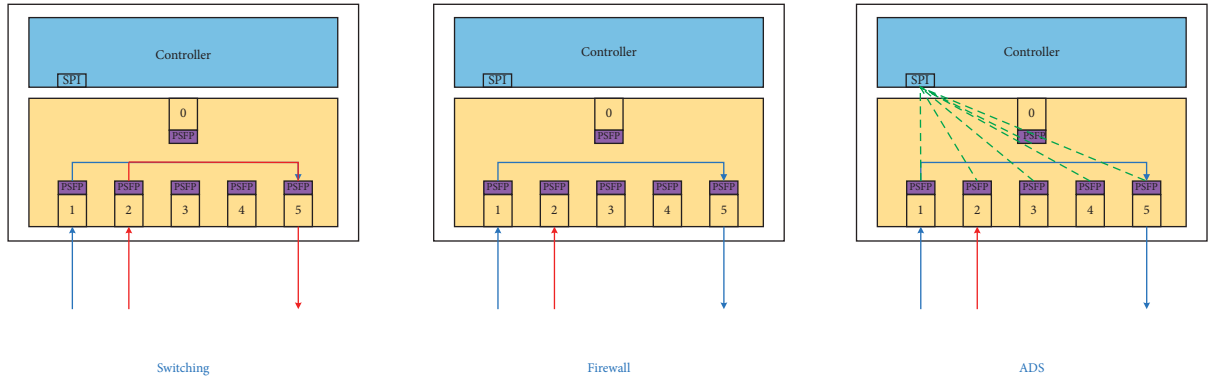 Controller
SPI
0
PSFP
PSFP PSFP PSFP PSFP PSFP
1 2 3 4 5
Switching
Controller
SPI
0
PSFP
PSFP PSFP PSFP PSFP PSFP
1 2 3 4 5
Firewall
Controller
SPI
0
PSFP
PSFP PSFP PSFP PSFP PSFP
1 2 3 4 5
ADS